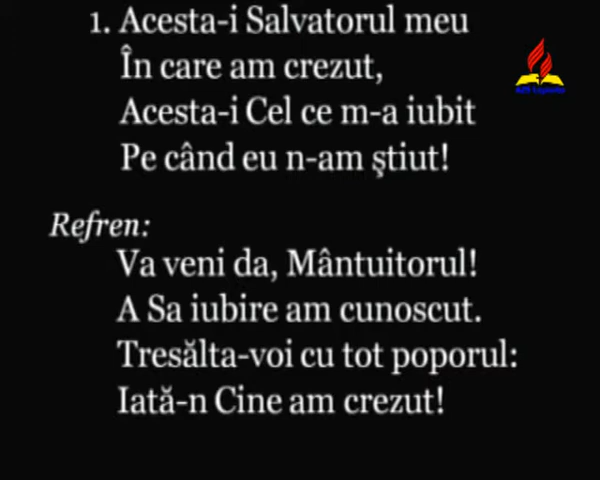 1. Acesta-i Salvatorul meu
În care am crezut,
Acesta-i Cel ce m-a iubit
Pe când eu n-am ştiut!
Refren:
Va veni da, Mântuitorul!
A Sa iubire am cunoscut.
Tresălta-voi cu tot poporul:
Iată-n Cine am crezut!